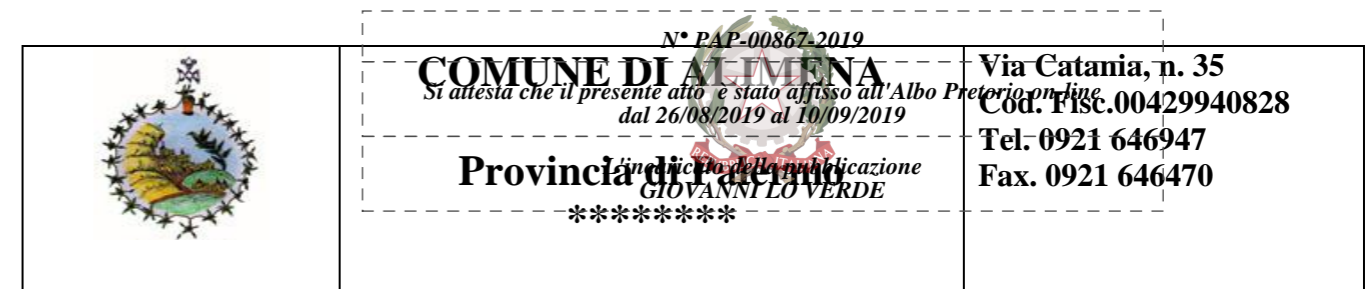 N° PAP-00867-2019
COMUNE DI ALIMENA
Si attesta che il presente atto è stato affisso all'Albo Pretorio on-line
dal 26/08/2019 al 10/09/2019
L'incaricato della pubblicazione
Provincia di Palermo
GIOVANNI LO VERDE
********
Via Catania, n. 35
Cod. Fisc.00429940828
Tel. 0921 646947
Fax. 0921 646470